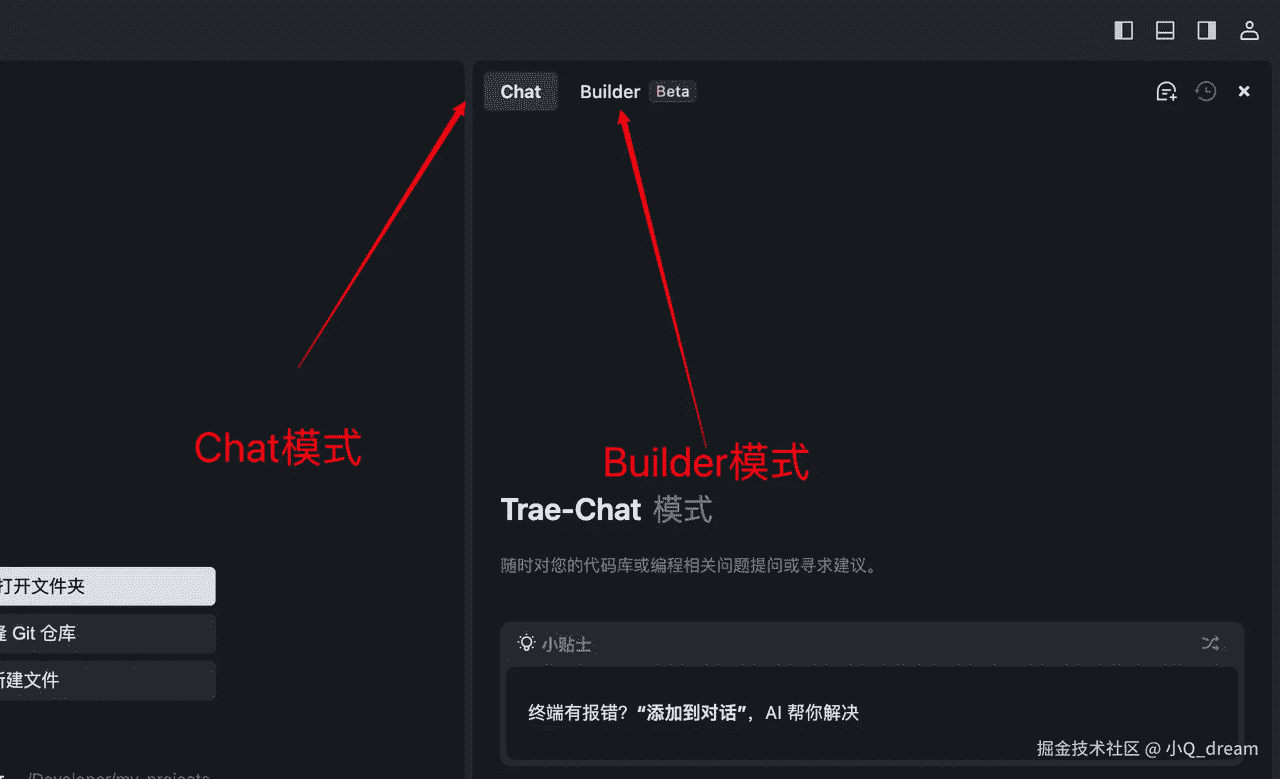 Chat Builder Beta
Chat模式
Builder模式
Trae-Chat 模式
随时对您的代码库或编程相关问题提问或寻求建议。
打开文件夹
Git 仓库
建文件
小贴士
终端有报错？“添加到对话”，AI 帮你解决
掘金技术社区 @ 小Q_dream
/Developer/my_projects